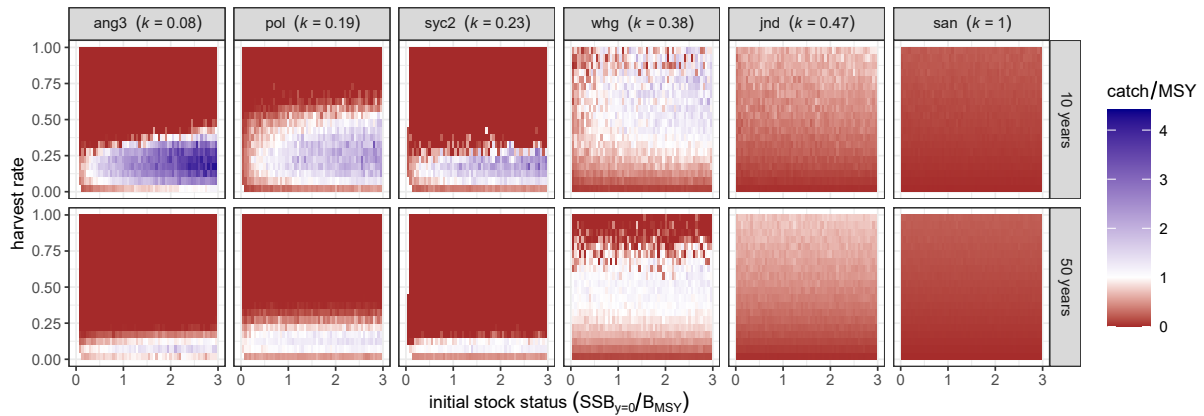 ang3 (k = 0.08) pol (k = 0.19) syc2 (k = 0.23) whg (k = 0.38) jnd (k = 0.47) san (k = 1)
1.00
0.75
0.50
0.25
0.00
10 years
1.00
0.75
0.50
0.25
0.00
50 years
harvest rate
0 1 2 3 0 1 2 3 0 1 2 3 0 1 2 3 0 1 2 3 0 1 2 3
initial stock status (SSBy=0/BMSY)
catch/MSY
4
3
2
1
0